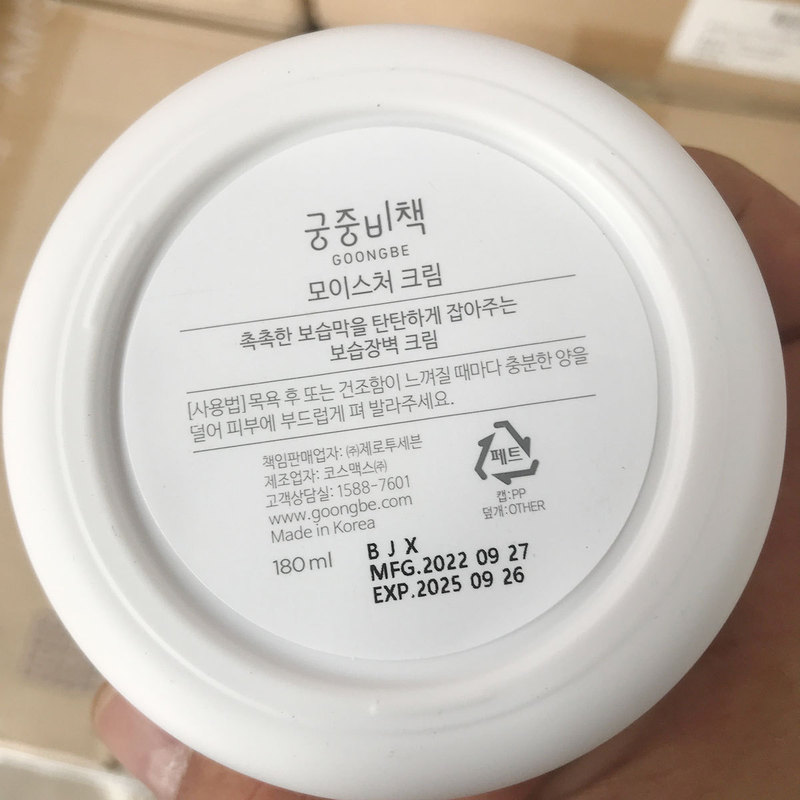 궁중비책
GOONGBE
모이스처 크림
촉촉한 보습막을 탄탄하게 잡아주는
보습장벽 크림
[사용법] 목욕 후 또는 건조함이 느껴질 때마다 충분한 양을
덜어 피부에 부드럽게 펴 발라주세요.
책임판매업자: ㈜제로투세븐
제조업자: 코스맥스㈜
고객상담실: 1588-7601
www.goongbe.com
Made in Korea
180 ml
페트
캡:PP
덮개:OTHER
B J X
MFG.2022 09 27
EXP.2025 09 26